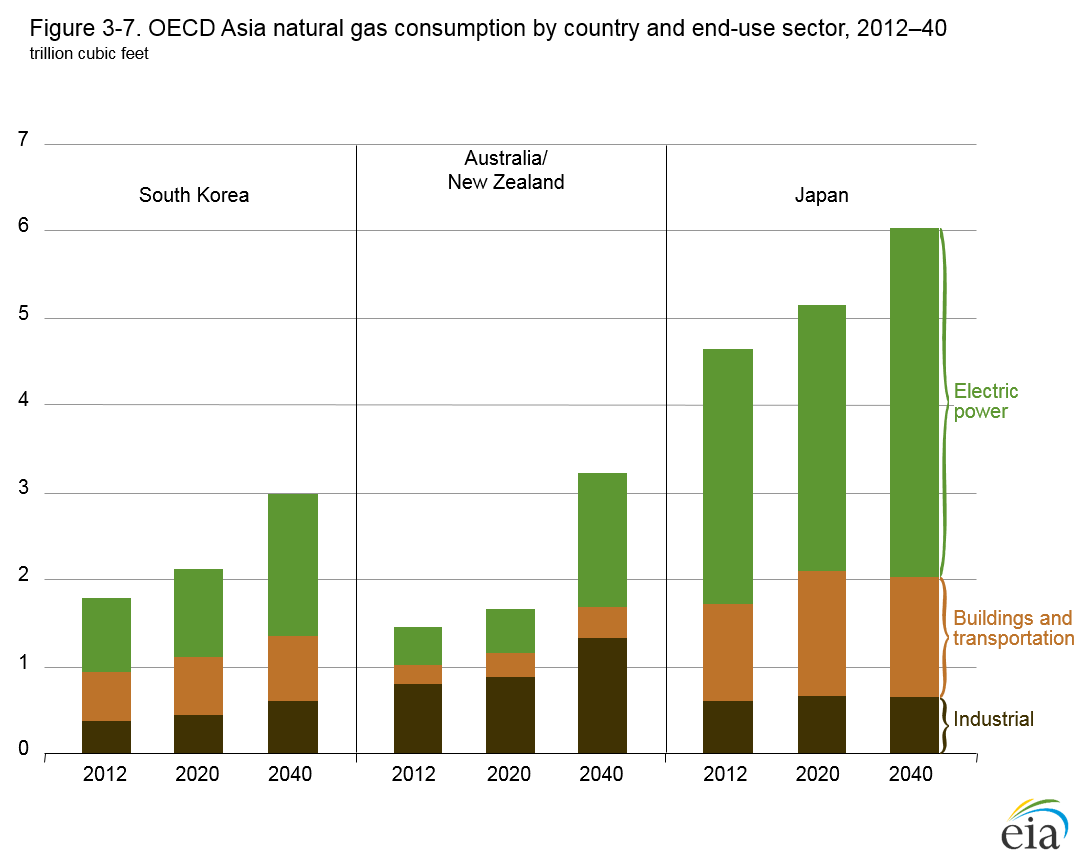 Figure 3-7. OECD Asia natural gas consumption by country and end-use sector, 2012–40
trillion cubic feet
7
Australia/
New Zealand
South Korea
Japan
6
5
4
Electric
power
3
2
Buildings and
transportation
1
Industrial
0
2012 2020 2040 2012 2020 2040 2012 2020 2040
eia